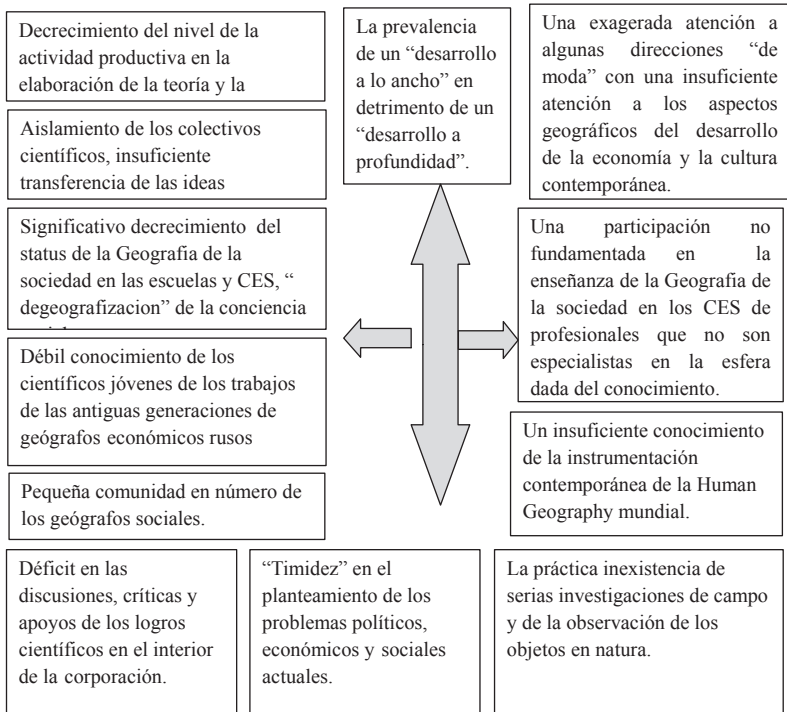 Decrecimiento del nivel de la
actividad productiva en la
elaboración de la teoría y la
Aislamiento de los colectivos
científicos, insuficiente
transferencia de las ideas
Significativo decrecimiento del
status de la Geografía de la
sociedad en las escuelas y CES, “
degeografizacion” de la conciencia
Débil conocimiento de los
científicos jóvenes de los trabajos
de las antiguas generaciones de
geógrafos económicos rusos
Pequeña comunidad en número de
los geógrafos sociales.
La prevalencia
de un “desarrollo
a lo ancho” en
detrimento de un
“desarrollo a
profundidad”.
Una exagerada atención a
algunas direcciones “de
moda” con una insuficiente
atención a los aspectos
geográficos del desarrollo
de la economía y la cultura
contemporánea.
Una participación no
fundamentada en la
enseñanza de la Geografía de
la sociedad en los CES de
profesionales que no son
especialistas en la esfera
dada del conocimiento.
Un insuficiente conocimiento
de la instrumentación
contemporánea de la Human
Geography mundial.
Déficit en las
discusiones, críticas y
apoyos de los logros
científicos en el interior
de la corporación.
“Timidez” en el
planteamiento de los
problemas políticos,
económicos y sociales
actuales.
La práctica inexistencia de
serias investigaciones de campo
y de la observación de los
objetos en natura.